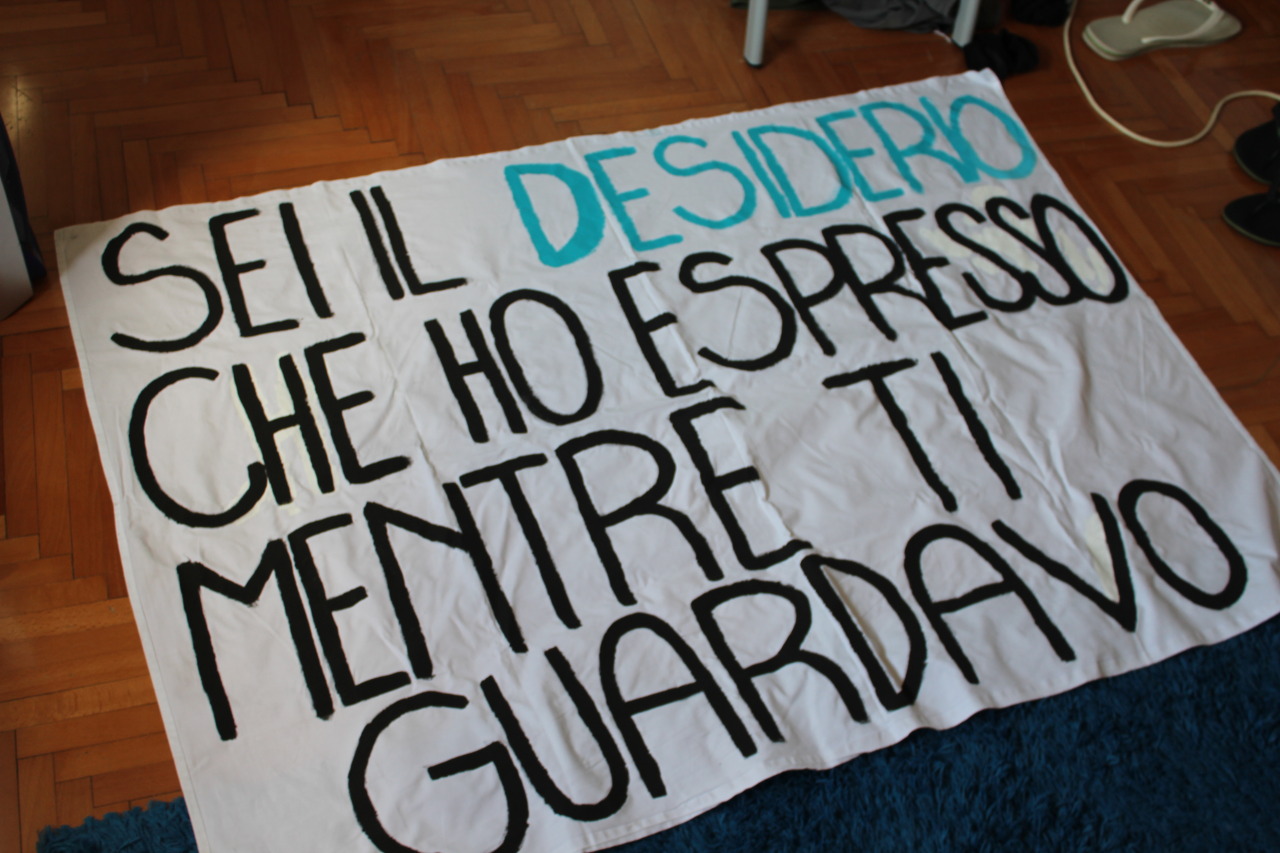 SEI IL DESIDERIO
CHE HO ESPRESSO
MENTRE TI
GUARDAVO